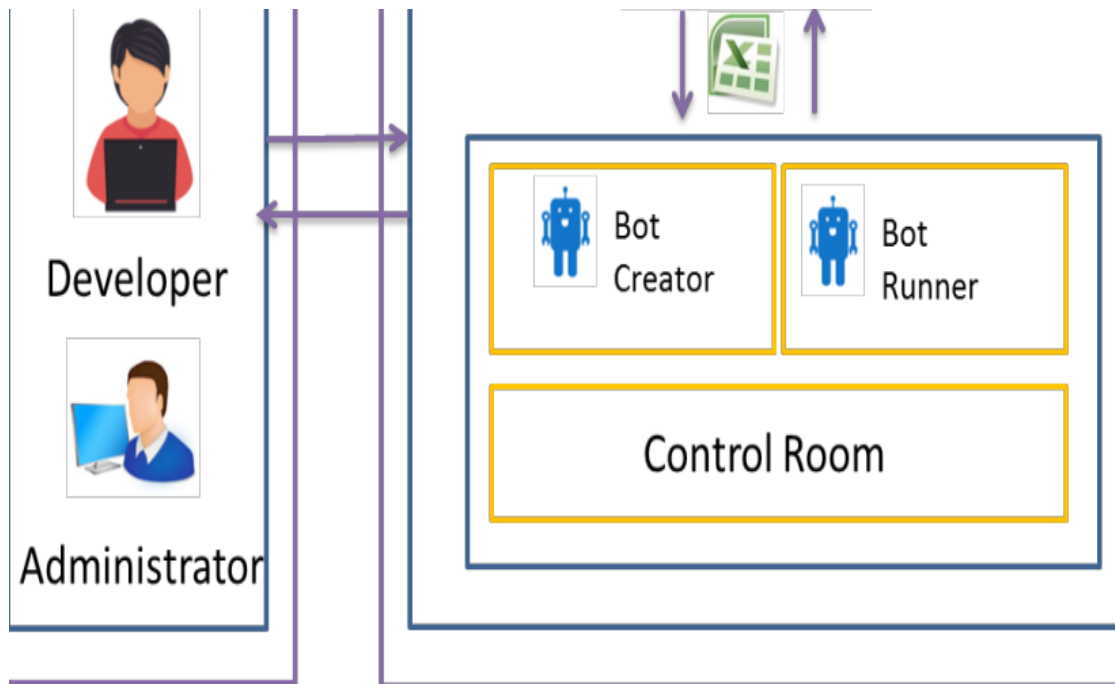 Developer
Administrator
Bot
Creator
Bot
Runner
Control Room